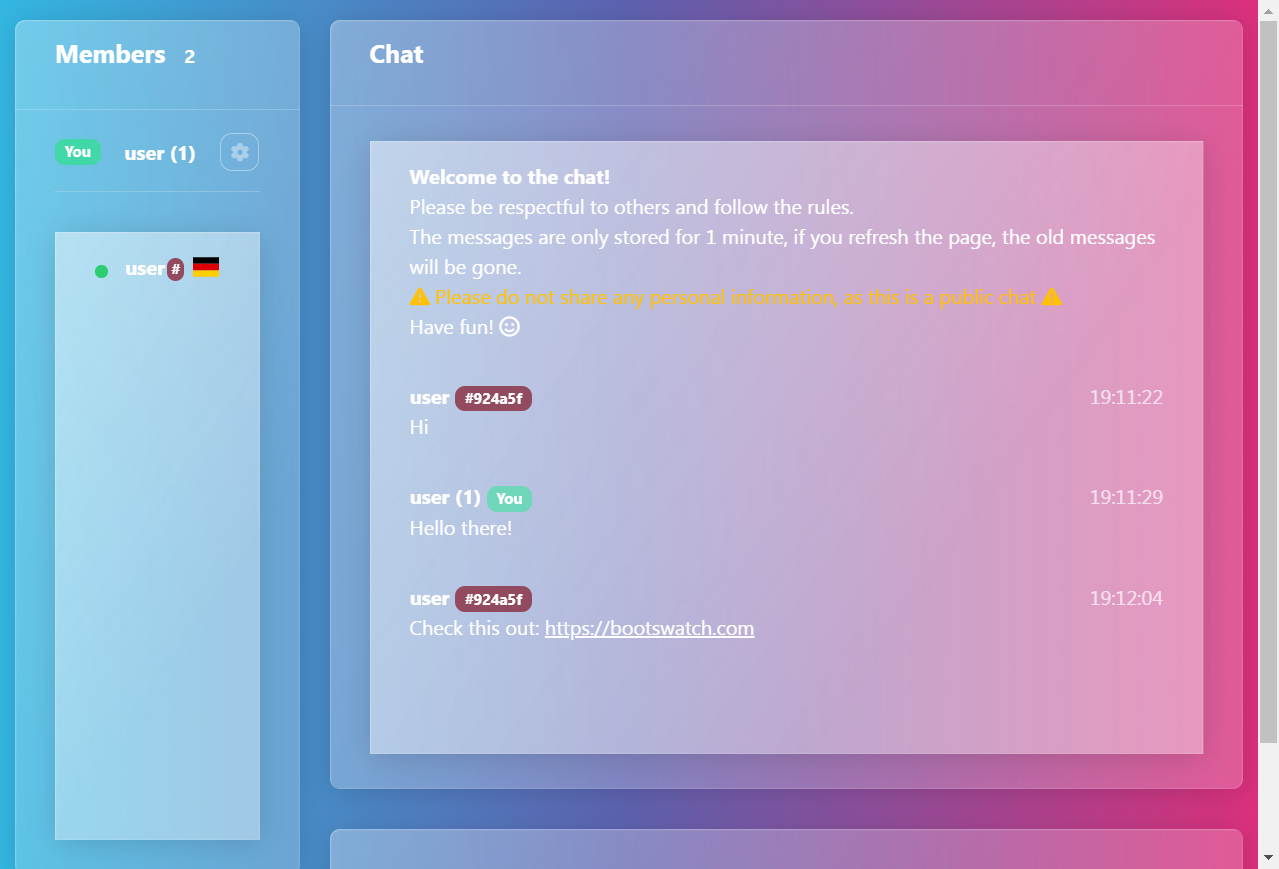 Members 2
You user (1)
user #
Chat
Welcome to the chat!
Please be respectful to others and follow the rules.
The messages are only stored for 1 minute, if you refresh the page, the old messages
will be gone.
Please do not share any personal information, as this is a public chat
Have fun!
user #924a5f 19:11:22
Hi
user (1) You 19:11:29
Hello there!
user #924a5f 19:12:04
Check this out: https://bootswatch.com